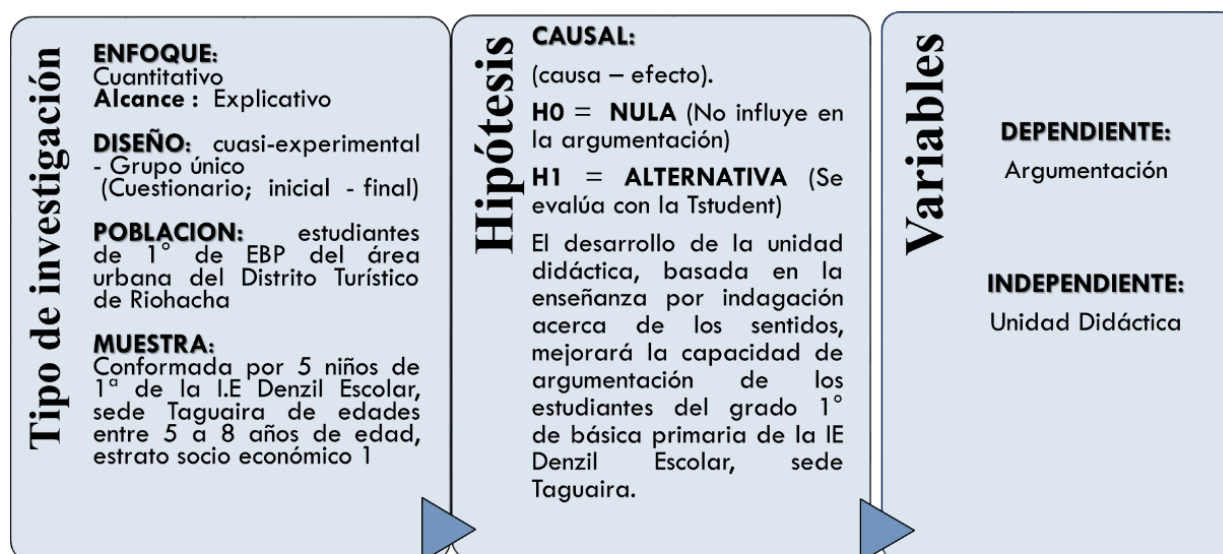 Tipo de investigación
ENFOQUE:
Cuantitativo
Alcance : Explicativo
DISEÑO: cuasi-experimental
- Grupo único
(Cuestionario; inicial - final)
POBLACION: estudiantes
de 1° de EBP del área
urbana del Distrito Turístico
de Riohacha
MUESTRA:
Conformada por 5 niños de
1ª de la I.E Denzil Escolar,
sede Taguaira de edades
entre 5 a 8 años de edad,
estrato socio económico 1
Hipótesis
CAUSAL:
(causa – efecto).
H0 = NULA (No influye en
la argumentación)
H1 = ALTERNATIVA (Se
evalúa con la Tstudent)
El desarrollo de la unidad
didáctica, basada en la
enseñanza por indagación
acerca de los sentidos,
mejorará la capacidad de
argumentación de los
estudiantes del grado 1°
de básica primaria de la IE
Denzil Escolar, sede
Taguaira.
Variables
DEPENDIENTE:
Argumentación
INDEPENDIENTE:
Unidad Didáctica